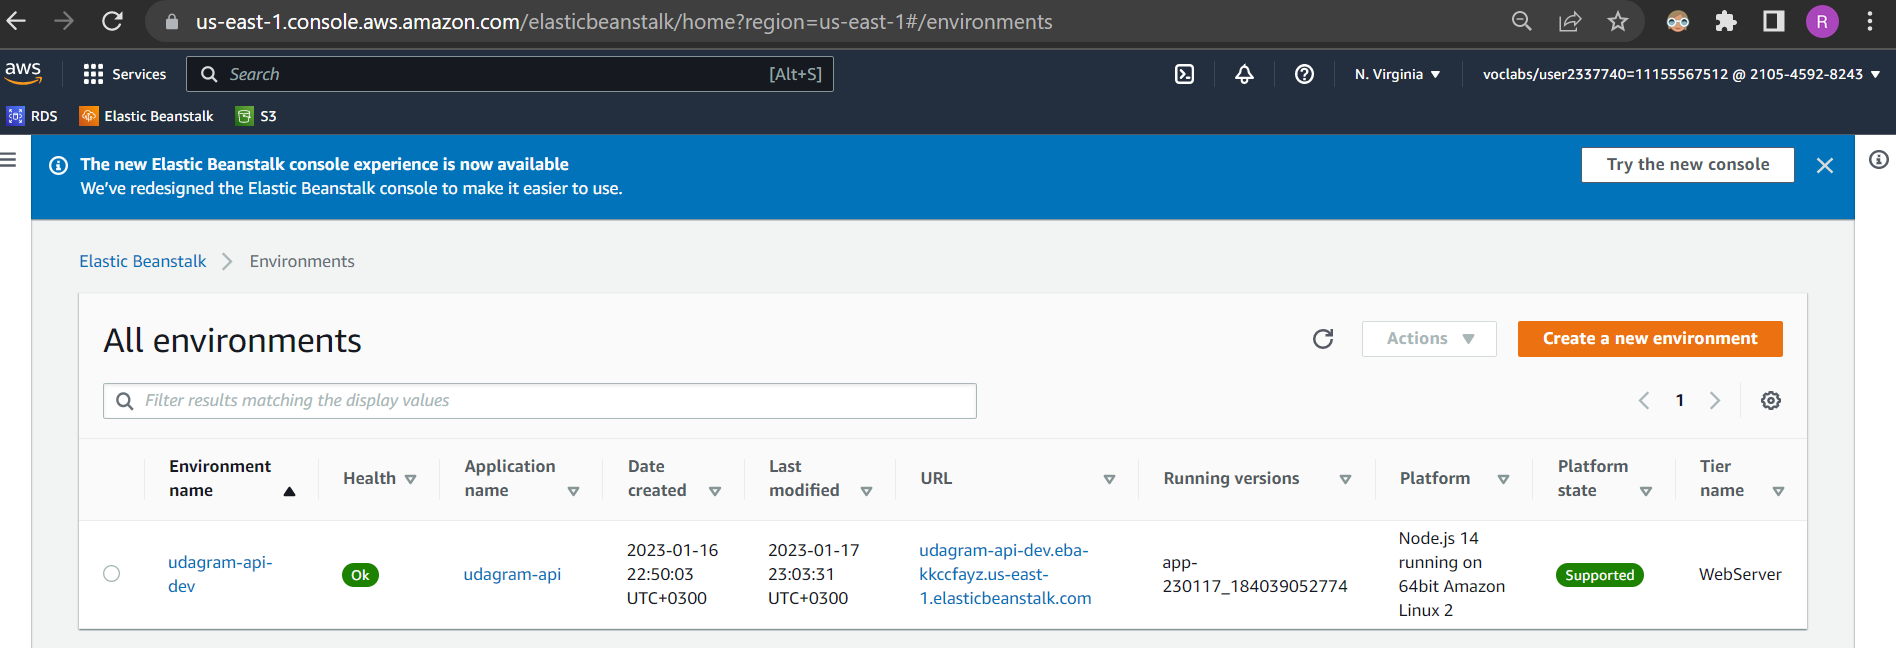 us-east-1.console.aws.amazon.com/elasticbeanstalk/home?region=us-east-1#/environments
R
aws
Services
Search
[Alt+S]
N. Virginia
voclabs/user2337740=11155567512 @ 2105-4592-8243
RDS
Elastic Beanstalk
S3
The new Elastic Beanstalk console experience is now available
We've redesigned the Elastic Beanstalk console to make it easier to use.
Try the new console
Elastic Beanstalk
Environments
All environments
Actions
Create a new environment
Filter results matching the display values
1
Environment
name
Health
Application
name
Date
created
Last
modified
URL
Running versions
Platform
Platform
state
Tier
name
udagram-api-
dev
Ok
udagram-api
2023-01-16
22:50:03
UTC+0300
2023-01-17
23:03:31
UTC+0300
udagram-api-dev.eba-
kkccfayz.us-east-
1.elasticbeanstalk.com
app-
230117_184039052774
Node.js 14
running on
64bit Amazon
Linux 2
Supported
WebServer